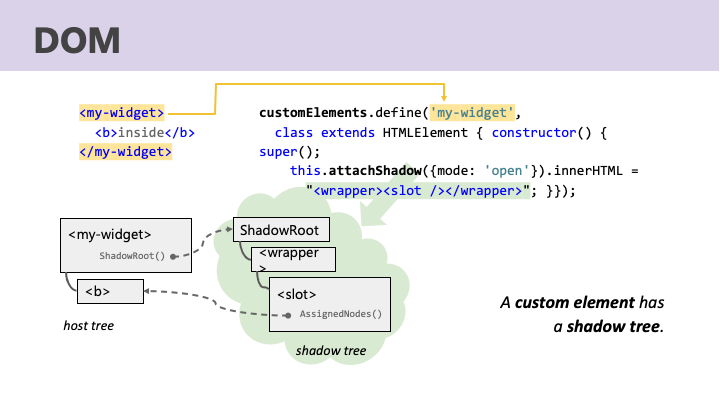 DOM
<my-widget>
<b>inside</b>
</my-widget>
customElements.define('my-widget',
class extends HTMLElement { constructor() {
super();
this.attachShadow({mode: 'open'}).innerHTML =
"<wrapper><slot /></wrapper>"; }});
<my-widget>
ShadowRoot()
<b>
host tree
ShadowRoot
<wrapper
>
<slot>
AssignedNodes()
shadow tree
A custom element has
a shadow tree.